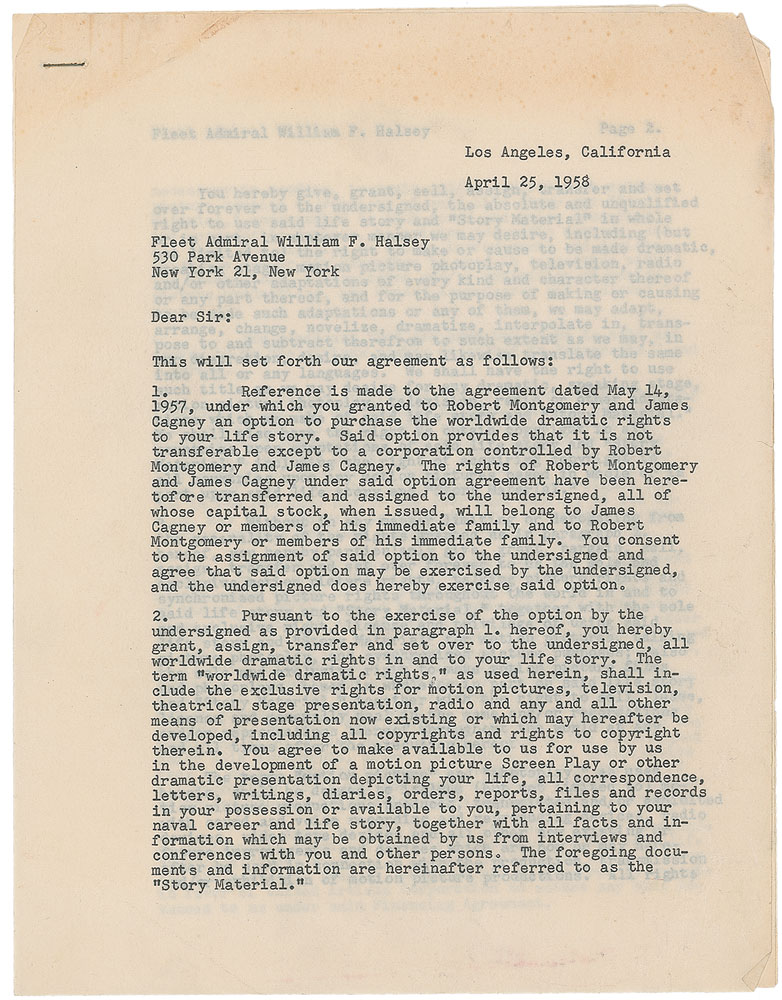 Los Angeles, California
April 25, 1958
Fleet Admiral William F. Halsey
530 Park Avenue
New York 21, New York
Dear Sir:
This will set forth our agreement as follows:
1. Reference is made to the agreement dated May 14,
1957, under which you granted to Robert Montgomery and James
Cagney an option to purchase the worldwide dramatic rights
to your life story. Said option provides that it is not
transferable except to a corporation controlled by Robert
Montgomery and James Cagney. The rights of Robert Montgomery
and James Cagney under said option agreement have been here-
tofore transferred and assigned to the undersigned, all of
whose capital stock, when issued, will belong to James
Cagney or members of his immediate family and to Robert
Montgomery or members of his immediate family. You consent
to the assignment of said option to the undersigned and
agree that said option may be exercised by the undersigned,
and the undersigned does hereby exercise said option.
2. Pursuant to the exercise of the option by the
undersigned as provided in paragraph 1. hereof, you hereby
grant, assign, transfer and set over to the undersigned, all
worldwide dramatic rights in and to your life story. The
term "worldwide dramatic rights," as used herein, shall in-
clude the exclusive rights for motion pictures, television,
theatrical stage presentation, radio and any and all other
means of presentation now existing or which may hereafter be
developed, including all copyrights and rights to copyright
therein. You agree to make available to us for use by us
in the development of a motion picture Screen Play or other
dramatic presentation depicting your life, all correspondence,
letters, writings, diaries, orders, reports, files and records
in your possession or available to you, pertaining to your
naval career and life story, together with all facts and in-
formation which may be obtained by us from interviews and
conferences with you and other persons. The foregoing docu-
ments and information are hereinafter referred to as the
"Story Material."